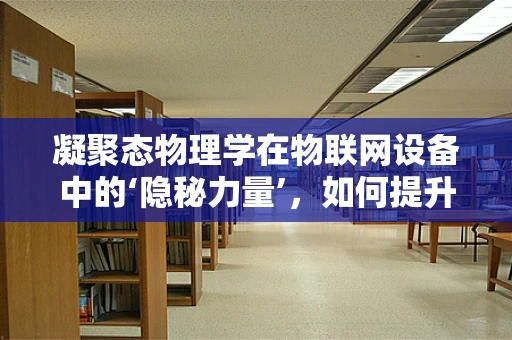 凝聚态物理学在物联网设备
中的‘隐秘力量’，如何提升